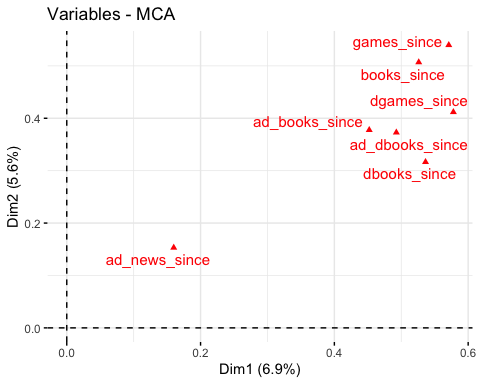 Variables - MCA
games_since
books_since
dgames_since
ad_books_since
ad_dbooks_since
dbooks_since
ad_news_since
Dim2 (5.6%)
0.4
0.2
0.0
0.0 0.2 0.4 0.6
Dim1 (6.9%)